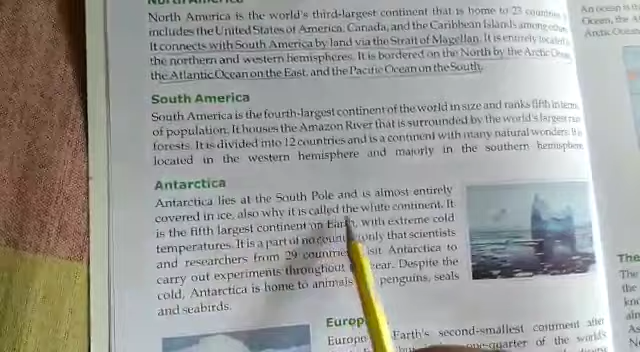 North America
North America is the world's third-largest continent that is home to 23 countries
includes the United States of America, Canada, and the Caribbean Islands among
It connects with South America by land via the Strait of Magellan. It is entirely located
the northern and western hemispheres. It is bordered on the North by the Arctic
the Atlantic Ocean on the East, and the Pacific Ocean on the South.
South America
South America is the fourth-largest continent of the world in size and ranks fifth in
of population. It houses the Amazon River that is surrounded by the world's largest
forests. It is divided into 12 countries and is a continent with many natural wonders.
located in the western hemisphere and majorly in the southern hemisphere
Antarctica
Antarctica lies at the South Pole and is almost entirely
covered in ice, also why it is called the white continent. It
is the fifth largest continent on Earth, with extreme cold
temperatures. It is a part of no only that scientists
and researchers from 29 countries visit Antarctica to
carry out experiments throughout year. Despite the
cold, Antarctica is home to animals penguins, seals
and seabirds.
Europe
Europe Earth's second-smallest continent after
one-quarter of the world's
An ocean is
Ocean, the
Arctic Ocean
The
The
the